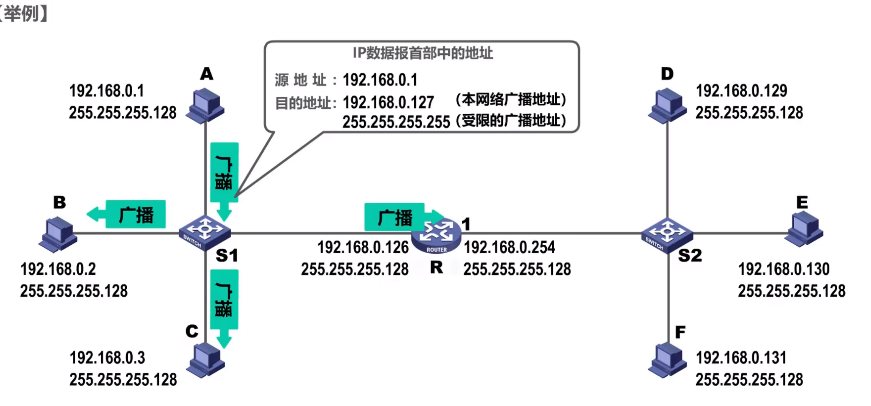 【举例】
IP数据报首部中的地址
源 地 址 : 192.168.0.1
目的地址: 192.168.0.127 (本网络广播地址)
255.255.255.255 (受限的广播地址)
A
192.168.0.1
255.255.255.128
D
192.168.0.129
255.255.255.128
广播
B
广播
广播
1
E
SWITCH
S1
192.168.0.126
255.255.255.128
ROUTER
R
192.168.0.254
255.255.255.128
SWITCH
S2
192.168.0.2
255.255.255.128
192.168.0.130
255.255.255.128
广播
C
192.168.0.3
255.255.255.128
F
192.168.0.131
255.255.255.128